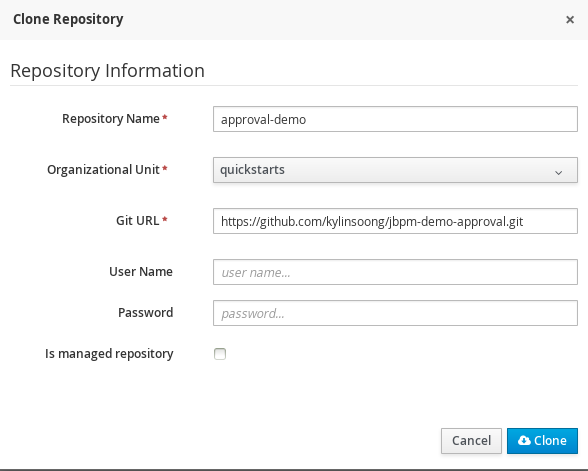 Clone Repository ×
Repository Information
Repository Name* approval-demo
Organizational Unit* quickstarts
Git URL* https://github.com/kylinsoong/jbpm-demo-approval.git
User Name user name...
Password password...
Is managed repository
Cancel Clone